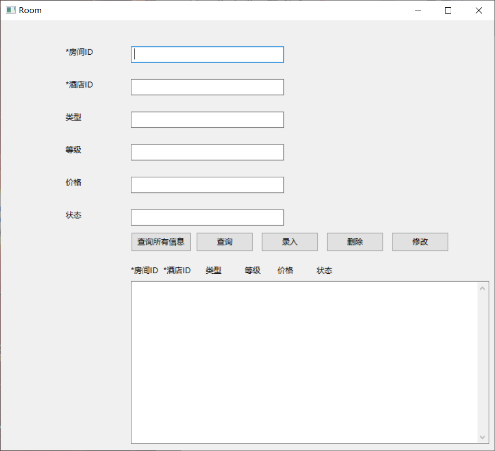 Room
*房间ID
*酒店ID
类型
等级
价格
状态
查询所有信息 查询 录入 删除 修改
*房间ID *酒店ID 类型 等级 价格 状态